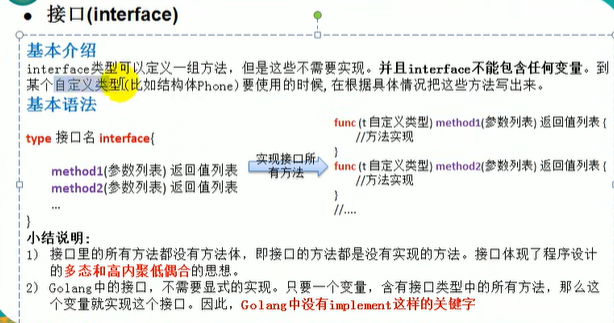 接口(interface)
基本介绍
interface类型可以定义一组方法，但是这些不需要实现。并且interface不能包含任何变量。到
某个自定义类型(比如结构体Phone)要使用的时候,在根据具体情况把这些方法写出来。
基本语法
type 接口名 interface{
method1(参数列表) 返回值列表
method2(参数列表) 返回值列表
...
}
实现接口所
有方法
func (t 自定义类型) method1(参数列表) 返回值列表 {
//方法实现
}
func (t 自定义类型) method2(参数列表) 返回值列表 {
//方法实现
}
//....
小结说明:
1) 接口里的所有方法都没有方法体，即接口的方法都是没有实现的方法。接口体现了程序设计
的多态和高内聚低偶合的思想。
2) Golang中的接口，不需要显式的实现。只要一个变量，含有接口类型中的所有方法，那么这
个变量就实现这个接口。因此，Golang中没有implement这样的关键字